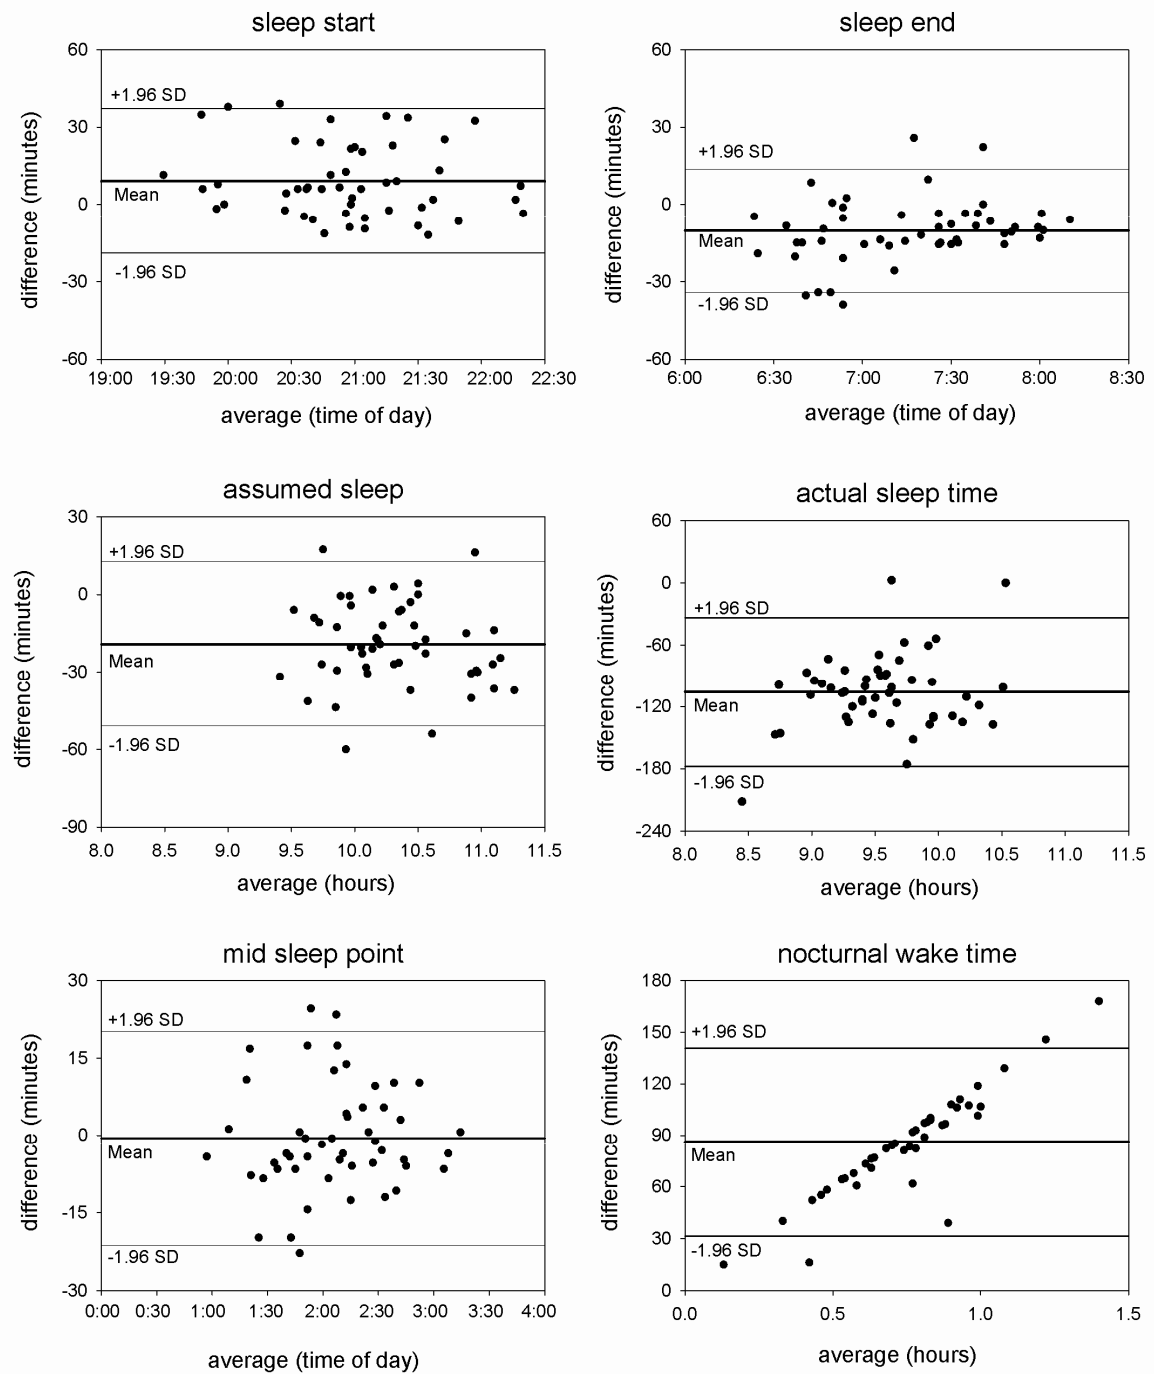 sleep start
60
30
0
-30
-60
difference (minutes)
+1.96 SD
Mean
-1.96 SD
19:00 19:30 20:00 20:30 21:00 21:30 22:00 22:30
average (time of day)
sleep end
60
30
0
-30
-60
difference (minutes)
+1.96 SD
Mean
-1.96 SD
6:00 6:30 7:00 7:30 8:00 8:30
average (time of day)
assumed sleep
30
0
-30
-60
-90
difference (minutes)
+1.96 SD
Mean
-1.96 SD
8.0 8.5 9.0 9.5 10.0 10.5 11.0 11.5
average (hours)
actual sleep time
60
0
-60
-120
-180
-240
difference (minutes)
+1.96 SD
Mean
-1.96 SD
8.0 8.5 9.0 9.5 10.0 10.5 11.0 11.5
average (hours)
mid sleep point
30
15
0
-15
-30
difference (minutes)
+1.96 SD
Mean
-1.96 SD
0:00 0:30 1:00 1:30 2:00 2:30 3:00 3:30 4:00
average (time of day)
nocturnal wake time
180
150
120
90
60
30
0
difference (minutes)
+1.96 SD
Mean
-1.96 SD
0.0 0.5 1.0 1.5
average (hours)